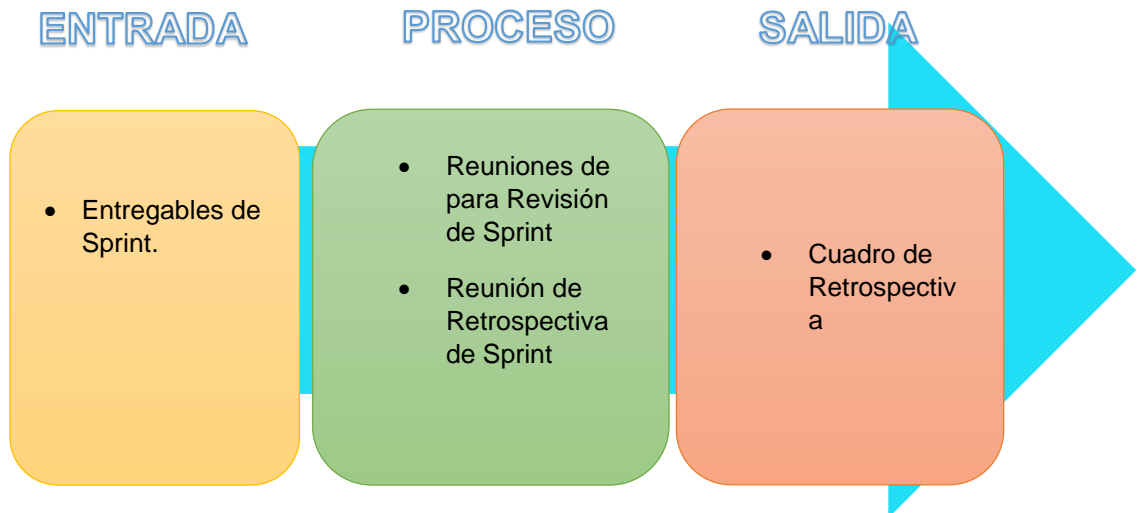 ENTRADA
PROCESO
SALIDA
• Entregables de
Sprint.
• Reuniones de
para Revisión
de Sprint
• Reunión de
Retrospectiva
de Sprint
• Cuadro de
Retrospectiv
a